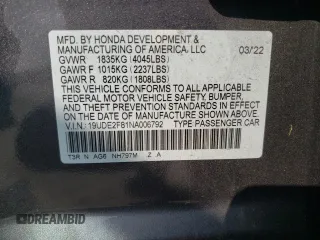 MFD. BY HONDA DEVELOPMENT &
MANUFACTURING OF AMERICA, LLC 03/22
GVWR 1835KG (4045LBS)
GAWR F 1015KG (2237LBS)
GAWR R 820KG (1808LBS)
THIS VEHICLE CONFORMS TO ALL APPLICABLE
FEDERAL MOTOR VEHICLE SAFETY, BUMPER,
AND THEFT PREVENTION STANDARDS IN EFFECT
ON THE DATE OF MANUFACTURE SHOWN ABOVE.
V.I.N. 19UDE2F81NA006792 TYPE PASSENGER CAR
T3R N AG6 NH797M Z A
© DEALERBID AMERICA